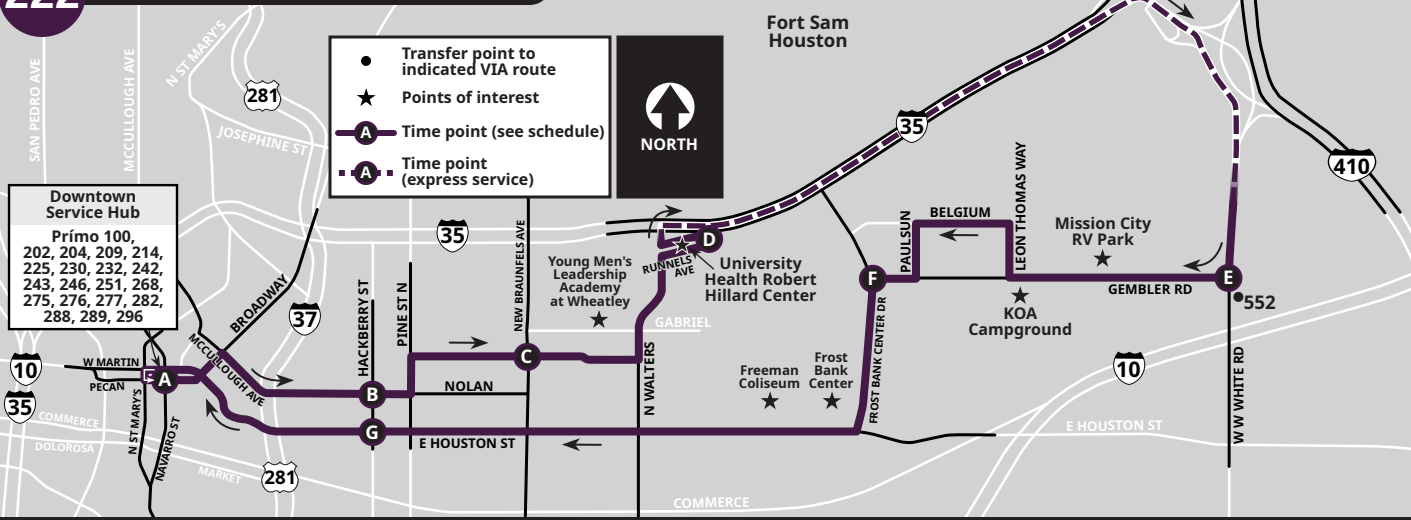 222
Fort Sam
Houston
Transfer point to
indicated VIA route
Points of interest
A
Time point (see schedule)
A
Time point
(express service)
NORTH
SAN PEDRO AVE
MCCULLOUGH AVE
N ST MARY'S
281
JOSEPHINE ST
35
410
Downtown
Service Hub
Prímo 100,
202, 204, 209, 214,
225, 230, 232, 242,
243, 246, 251, 268,
275, 276, 277, 282,
288, 289, 296
BROADWAY
37
35
HACKBERRY ST
PINE ST N
NEW BRAUNFELS AVE
Young Men's
Leadership
Academy
at Wheatley
RUNNELS
AVE
D
University
Health Robert
Hillard Center
GABRIEL
PAULSUN
BELGIUM
LEON THOMAS WAY
Mission City
RV Park
F
E
GEMBLER RD
552
KOA
Campground
10
35
W MARTIN
PECAN
A
MCCULLOUGH AVE
B
NOLAN
C
N WALTERS
Freeman
Coliseum
Frost
Bank
Center
FROST BANK CENTER DR
10
W W WHITE RD
COMMERCE
DOLOROSA
N ST MARY'S
NAVARRO ST
MARKET
281
G
E HOUSTON ST
E HOUSTON ST
COMMERCE